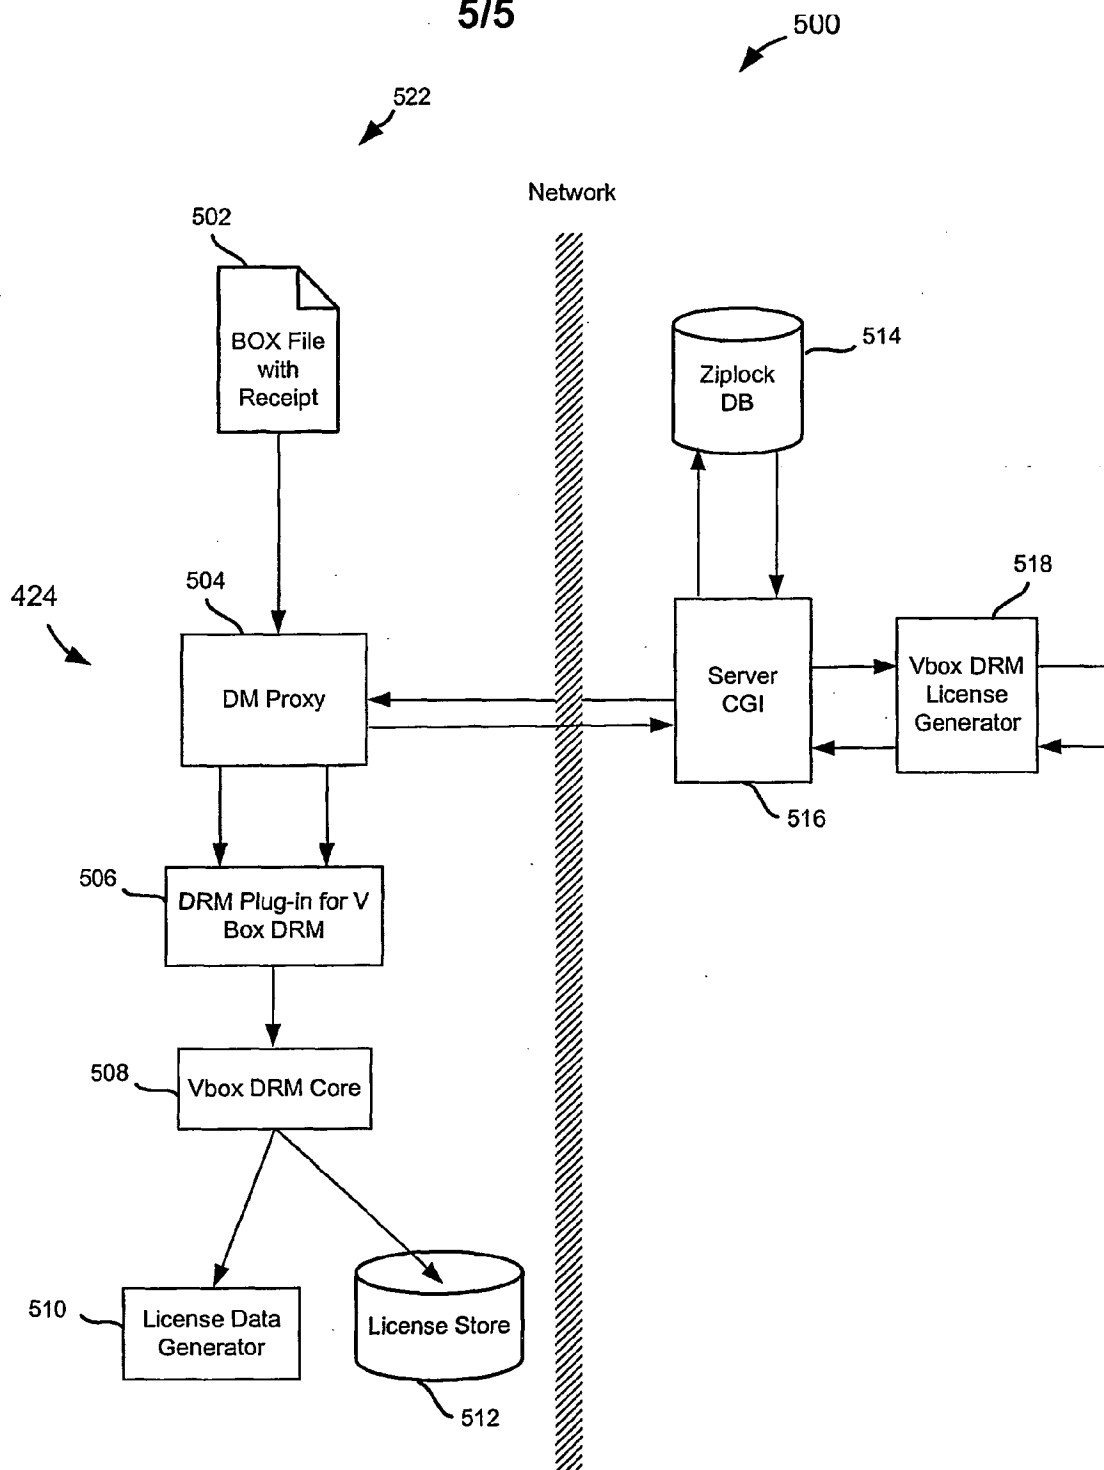 5/5
500
522
Network
502
BOX File
with
Receipt
514
Ziplock
DB
518
504
424
Server
CGI
Vbox DRM
License
Generator
DM Proxy
516
506
DRM Plug-in for V
Box DRM
508
Vbox DRM Core
510
License Data
Generator
License Store
512